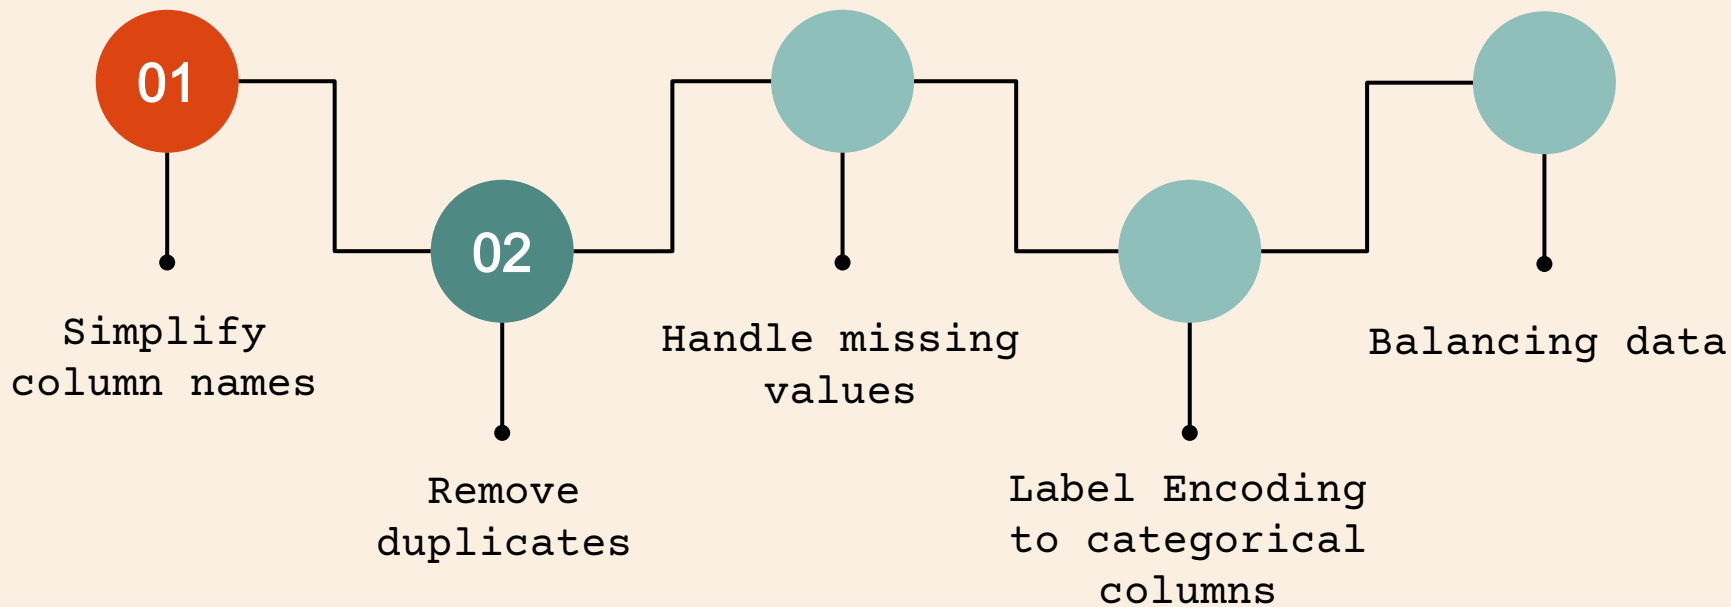 01
Simplify
column names
02
Remove
duplicates
Handle missing
values
Label Encoding
to categorical
columns
Balancing data